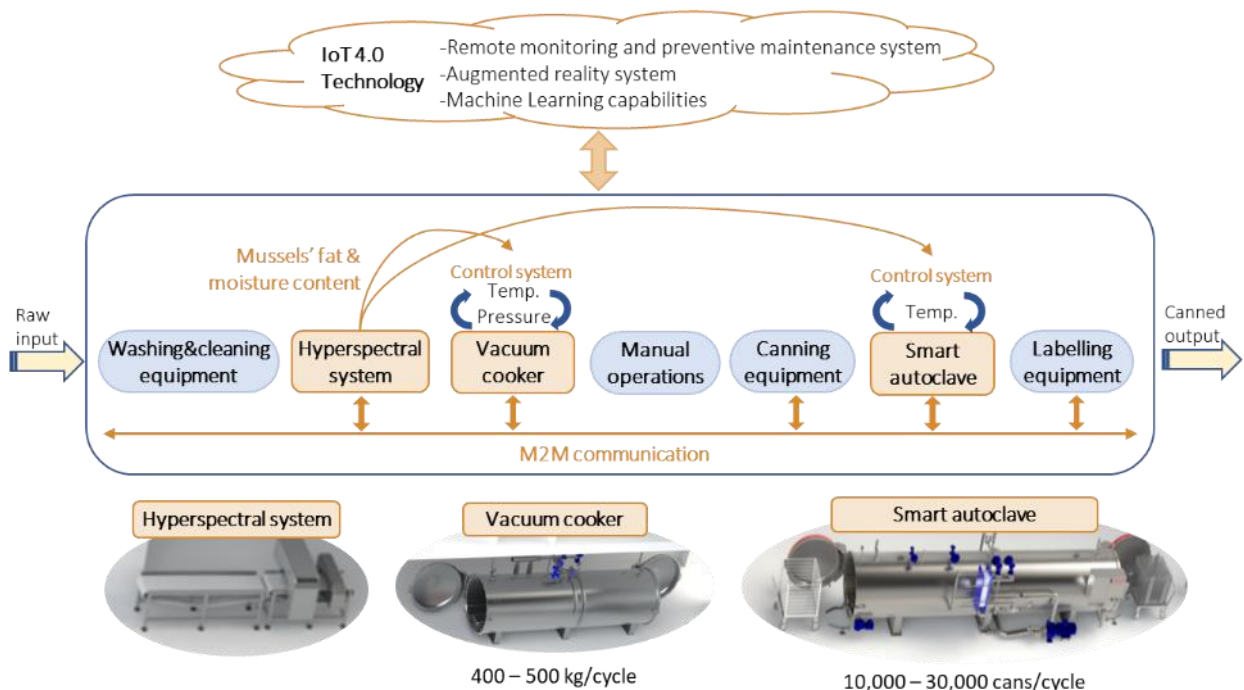 IoT 4.0
Technology
-Remote monitoring and preventive maintenance system
-Augmented reality system
-Machine Learning capabilities
Mussels' fat &
moisture content
Control system
Temp.
Pressure
Control system
Temp.
Raw
input
Canned
output
Washing&cleaning
equipment
Hyperspectral
system
Vacuum
cooker
Manual
operations
Canning
equipment
Smart
autoclave
Labelling
equipment
M2M communication
Hyperspectral system
Vacuum cooker
Smart autoclave
400 – 500 kg/cycle
10,000 – 30,000 cans/cycle